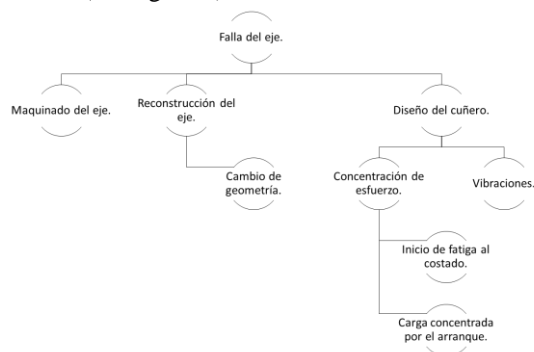 Falla del eje.
Maquinado del eje.
Reconstrucción del
eje.
Diseño del cuñero.
Cambio de
geometría.
Concentración de
esfuerzo.
Vibraciones.
Inicio de fatiga al
costado.
Carga concentrada
por el arranque.